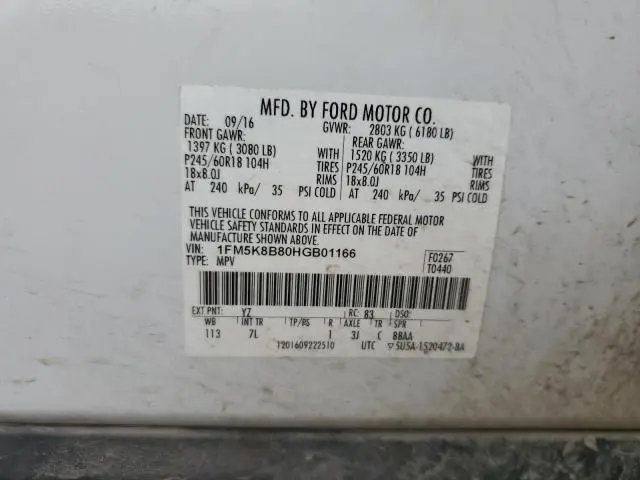 MFD. BY FORD MOTOR CO.
DATE: 09/16 GVWR: 2803 KG ( 6180 LB)
FRONT GAWR: REAR GAWR:
1397 KG ( 3080 LB) WITH 1520 KG ( 3350 LB) WITH
P245/60R18 104H TIRES P245/60R18 104H TIRES
18x8.0J RIMS 18x8.0J RIMS
AT 240 kPa/ 35 PSI COLD AT 240 kPa/ 35 PSI COLD
THIS VEHICLE CONFORMS TO ALL APPLICABLE FEDERAL MOTOR
VEHICLE SAFETY STANDARDS IN EFFECT ON THE DATE OF
MANUFACTURE SHOWN ABOVE.
VIN: 1FM5K8B80HGB01166 F0267
TYPE: MPV T0440
EXT PNT: YZ RC: 83 DSO:
WB INT TR TP/PS R AXLE TR SPR
113 7L 1 3J C BBAA
1201609222510 UTC 5U5A-1520472-BA